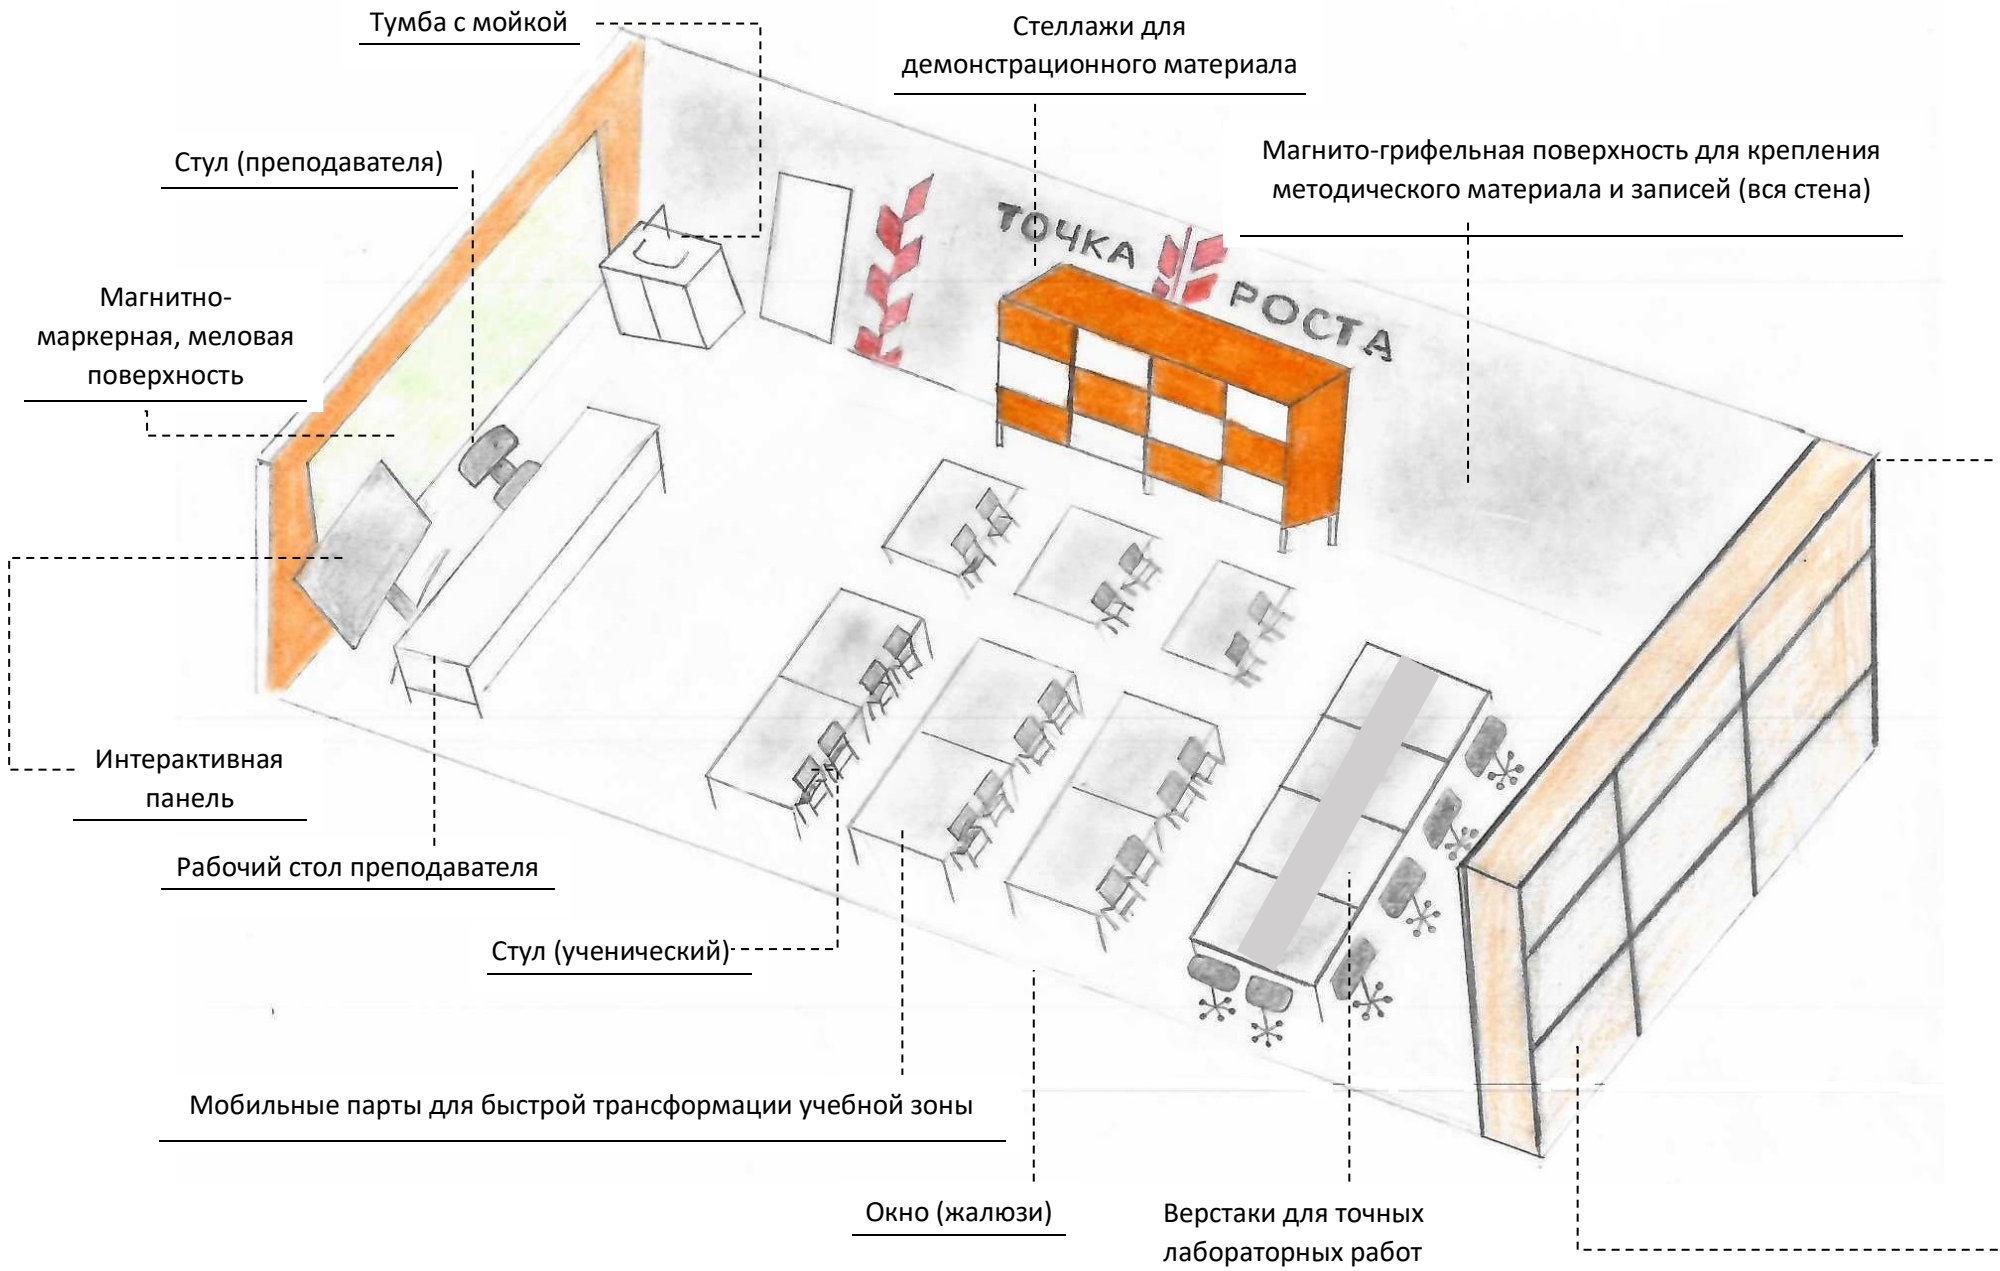 Тумба с мойкой
Стеллажи для
демонстрационного материала
Стул (преподавателя)
Магнито-грифельная поверхность для крепления
методического материала и записей (вся стена)
ТОЧКА
РОСТА
Магнитно-
маркерная, меловая
поверхность
Интерактивная
панель
Рабочий стол преподавателя
Стул (ученический)
Мобильные парты для быстрой трансформации учебной зоны
Окно (жалюзи)
Верстаки для точных
лабораторных работ